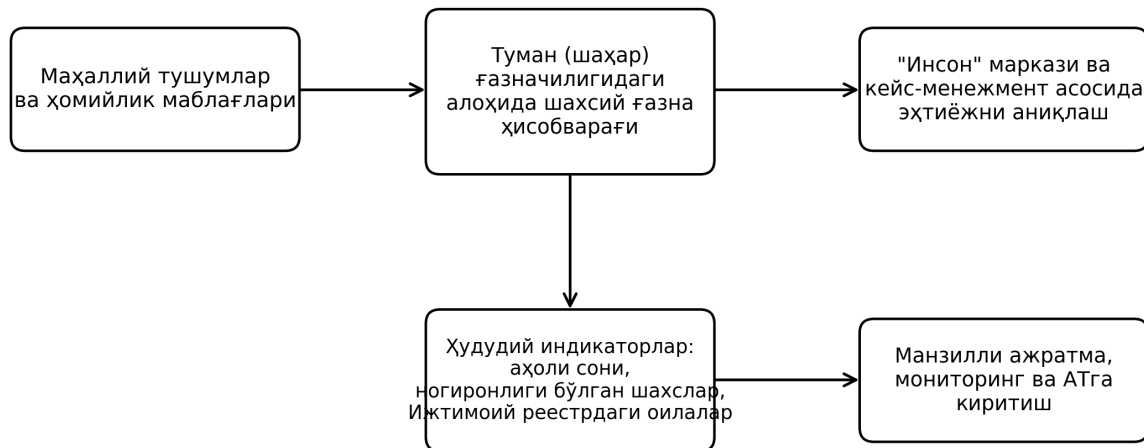 Маҳаллий тушумлар
ва ҳомийлик маблағлари
Туман (шаҳар)
ғазначилигидаги
алоҳида шахсий ғазна
ҳисобварағи
"Инсон" маркази ва
кейс-менежмент асосида
эҳтиёжни аниқлаш
Ҳудудий индикаторлар:
аҳоли сони,
ногиронлиги бўлган шахслар,
Ижтимоий реестрдаги оилалар
Манзилли ажратма,
мониторинг ва АТга
киритиш